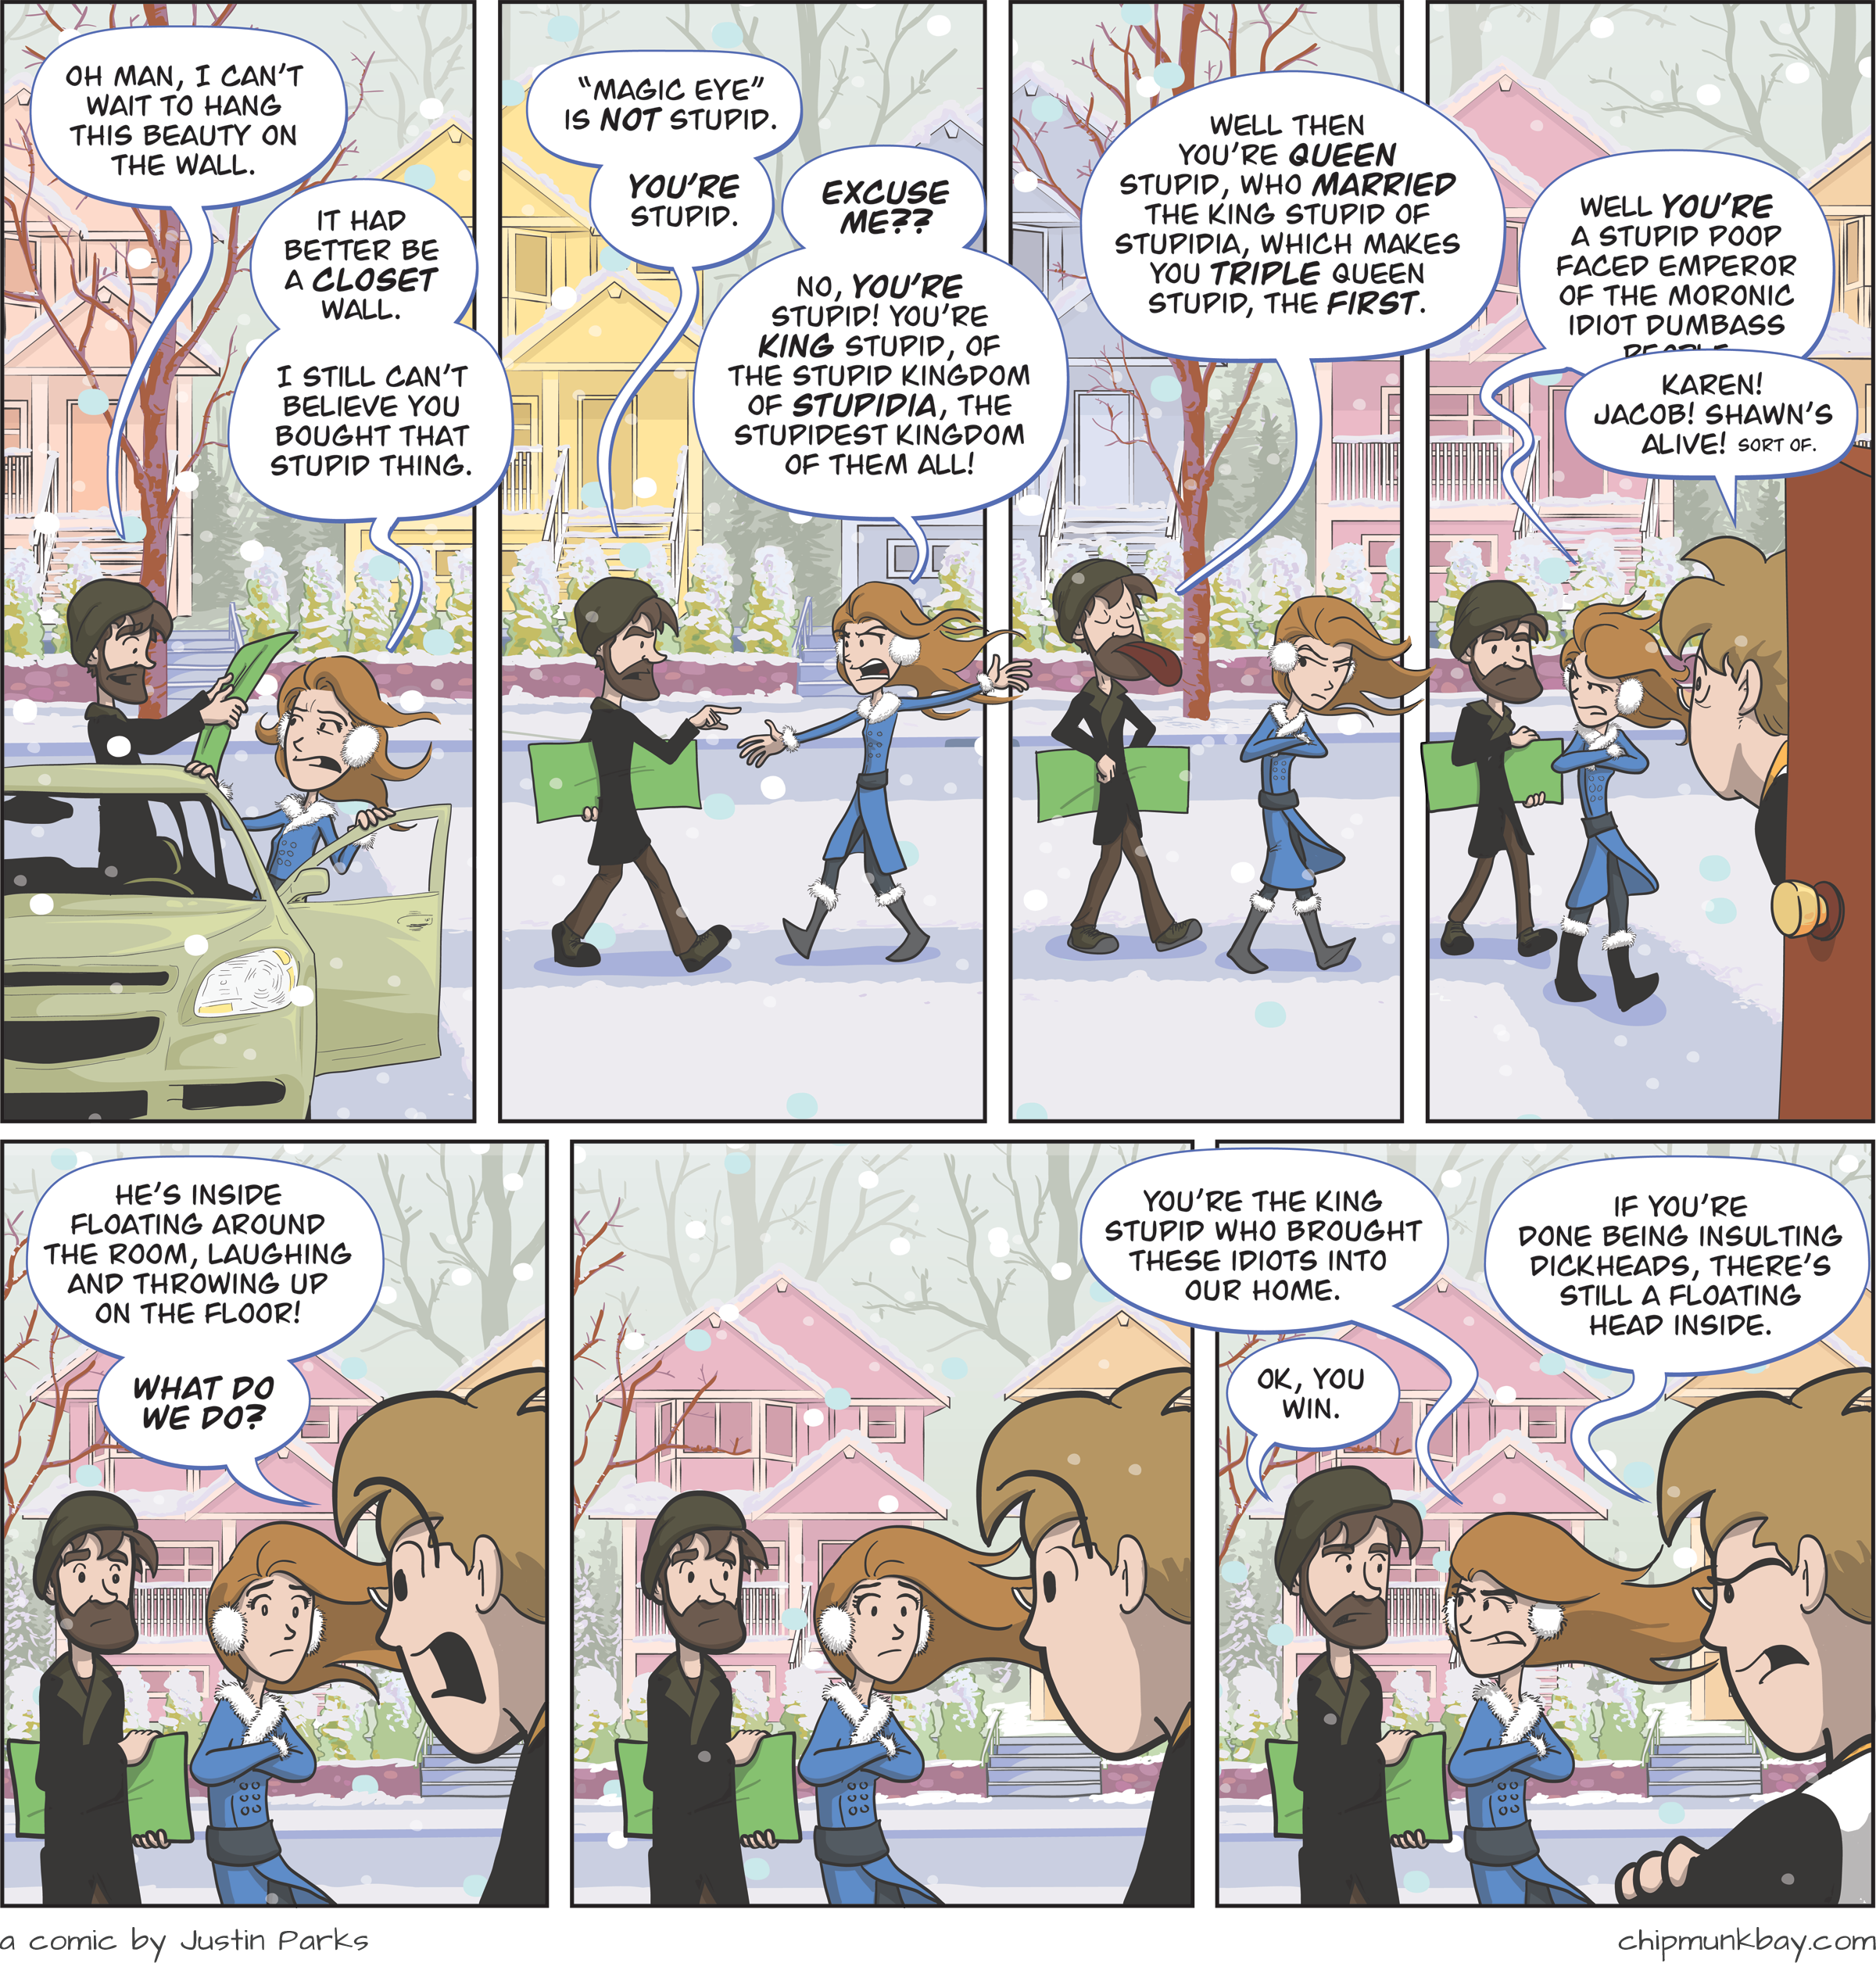 OH MAN, I CAN'T
WAIT TO HANG
THIS BEAUTY ON
THE WALL.
IT HAD
BETTER BE
A CLOSET
WALL.
I STILL CAN'T
BELIEVE YOU
BOUGHT THAT
STUPID THING.
"MAGIC EYE"
IS NOT STUPID.
YOU'RE
STUPID.
EXCUSE
ME??
NO, YOU'RE
STUPID! YOU'RE
KING STUPID, OF
THE STUPID KINGDOM
OF STUPIDIA, THE
STUPIDEST KINGDOM
OF THEM ALL!
WELL THEN
YOU'RE QUEEN
STUPID, WHO MARRIED
THE KING STUPID OF
STUPIDIA, WHICH MAKES
YOU TRIPLE QUEEN
STUPID, THE FIRST.
WELL YOU'RE
A STUPID POOP
FACED EMPEROR
OF THE MORONIC
IDIOT DUMBASS
PEOPLE
KAREN!
JACOB! SHAWN'S
ALIVE! SORT OF.
HE'S INSIDE
FLOATING AROUND
THE ROOM, LAUGHING
AND THROWING UP
ON THE FLOOR!
WHAT DO
WE DO?
YOU'RE THE KING
STUPID WHO BROUGHT
THESE IDIOTS INTO
OUR HOME.
OK, YOU
WIN.
IF YOU'RE
DONE BEING INSULTING
DICKHEADS, THERE'S
STILL A FLOATING
HEAD INSIDE.
a comic by Justin Parks
chipmunkbay.com